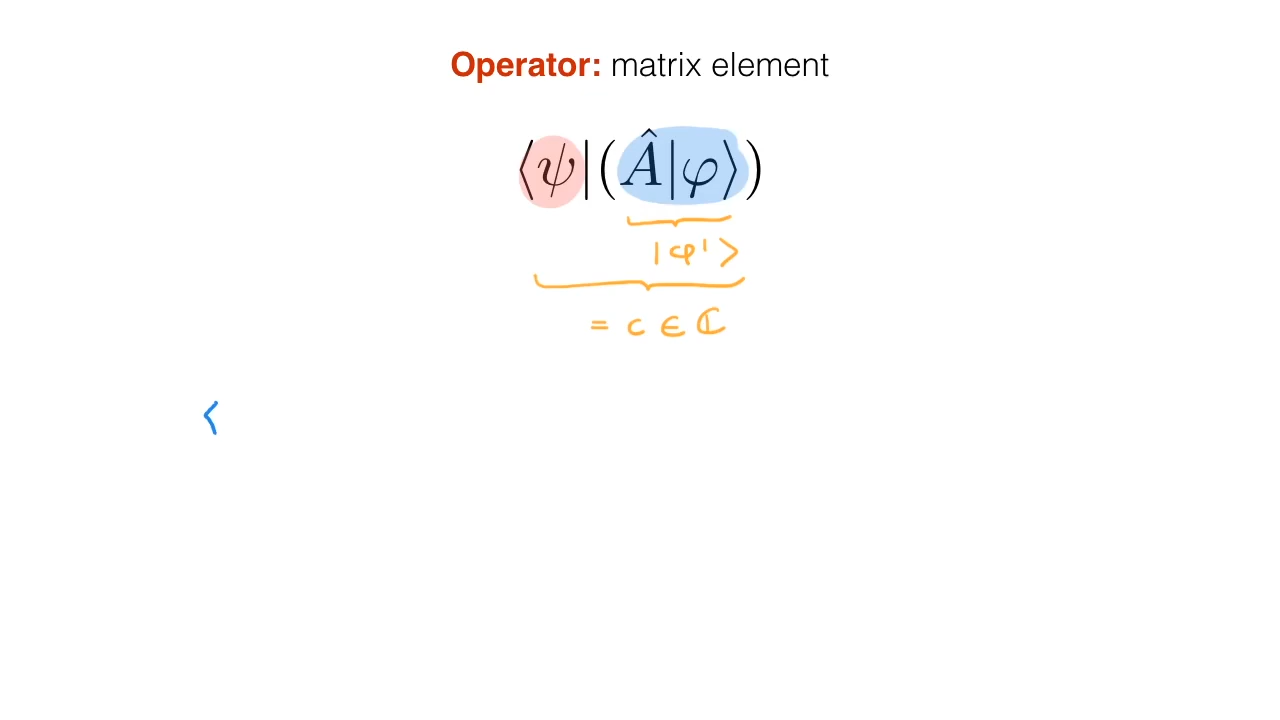 Operator: matrix element
⟨ψ|(Â|φ⟩)
|φ'⟩
= c ∈ ℂ
⟨